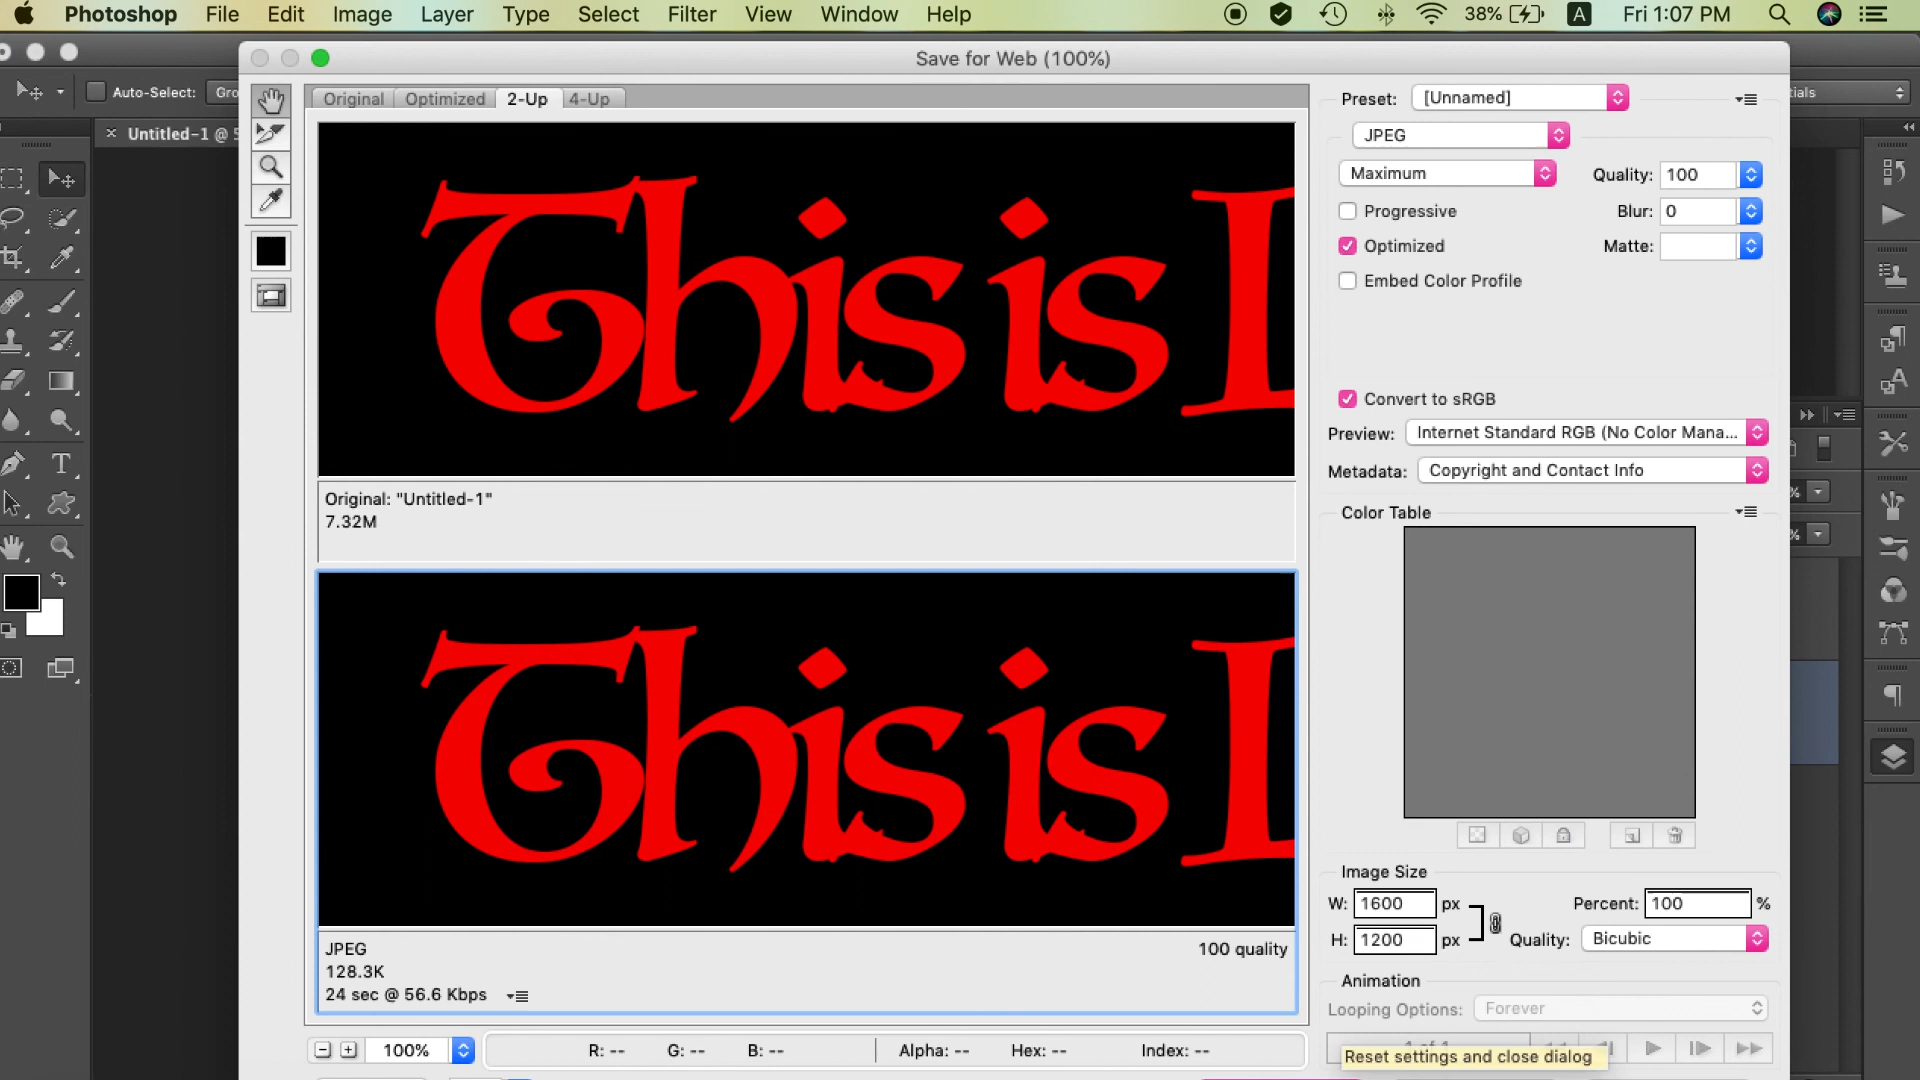 Photoshop File Edit Image Layer Type Select Filter View Window Help 38% A Fri 1:07 PM
Save for Web (100%)
Auto-Select:
Original Optimized 2-Up 4-Up
Preset: [Unnamed]
Untitled-1 @
JPEG
Maximum Quality: 100
Progressive Blur: 0
Optimized Matte:
Embed Color Profile
This is
Convert to sRGB
Preview: Internet Standard RGB (No Color Mana...
Metadata: Copyright and Contact Info
Original: "Untitled-1"
7.32M
Color Table
This is
Image Size
W: 1600 px Percent: 100 %
H: 1200 px Quality: Bicubic
JPEG 100 quality
128.3K
24 sec @ 56.6 Kbps
Animation
Looping Options: Forever
100% R: -- G: -- B: -- Alpha: -- Hex: -- Index: --
Reset settings and close dialog